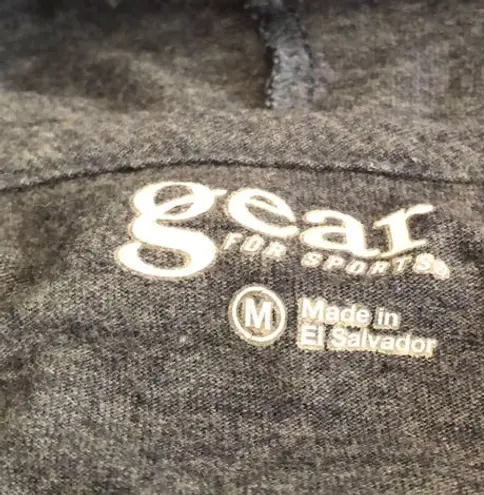 gear
FOR SPORTS®
M
Made in
El Salvador